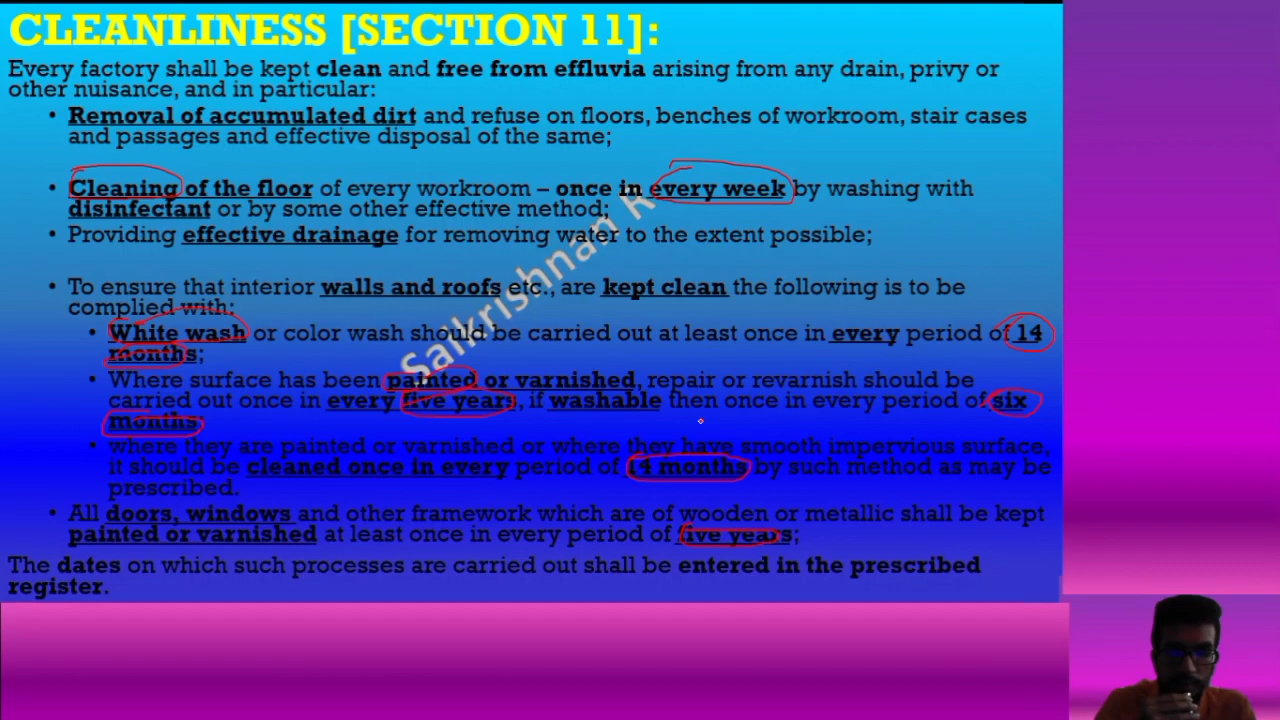 CLEANLINESS [SECTION 11]:
Every factory shall be kept clean and free from effluvia arising from any drain, privy or
other nuisance, and in particular:
• Removal of accumulated dirt and refuse on floors, benches of workroom, stair cases
and passages and effective disposal of the same;
• Cleaning of the floor of every workroom – once in every week by washing with
disinfectant or by some other effective method;
• Providing effective drainage for removing water to the extent possible;
• To ensure that interior walls and roofs etc., are kept clean the following is to be
complied with:
• White wash or color wash should be carried out at least once in every period of 14
months;
• Where surface has been painted or varnished, repair or revarnish should be
carried out once in every five years, if washable then once in every period of six
months;
• where they are painted or varnished or where they have smooth impervious surface,
it should be cleaned once in every period of 14 months by such method as may be
prescribed.
• All doors, windows and other framework which are of wooden or metallic shall be kept
painted or varnished at least once in every period of five years;
The dates on which such processes are carried out shall be entered in the prescribed
register.
Saikrishnan R